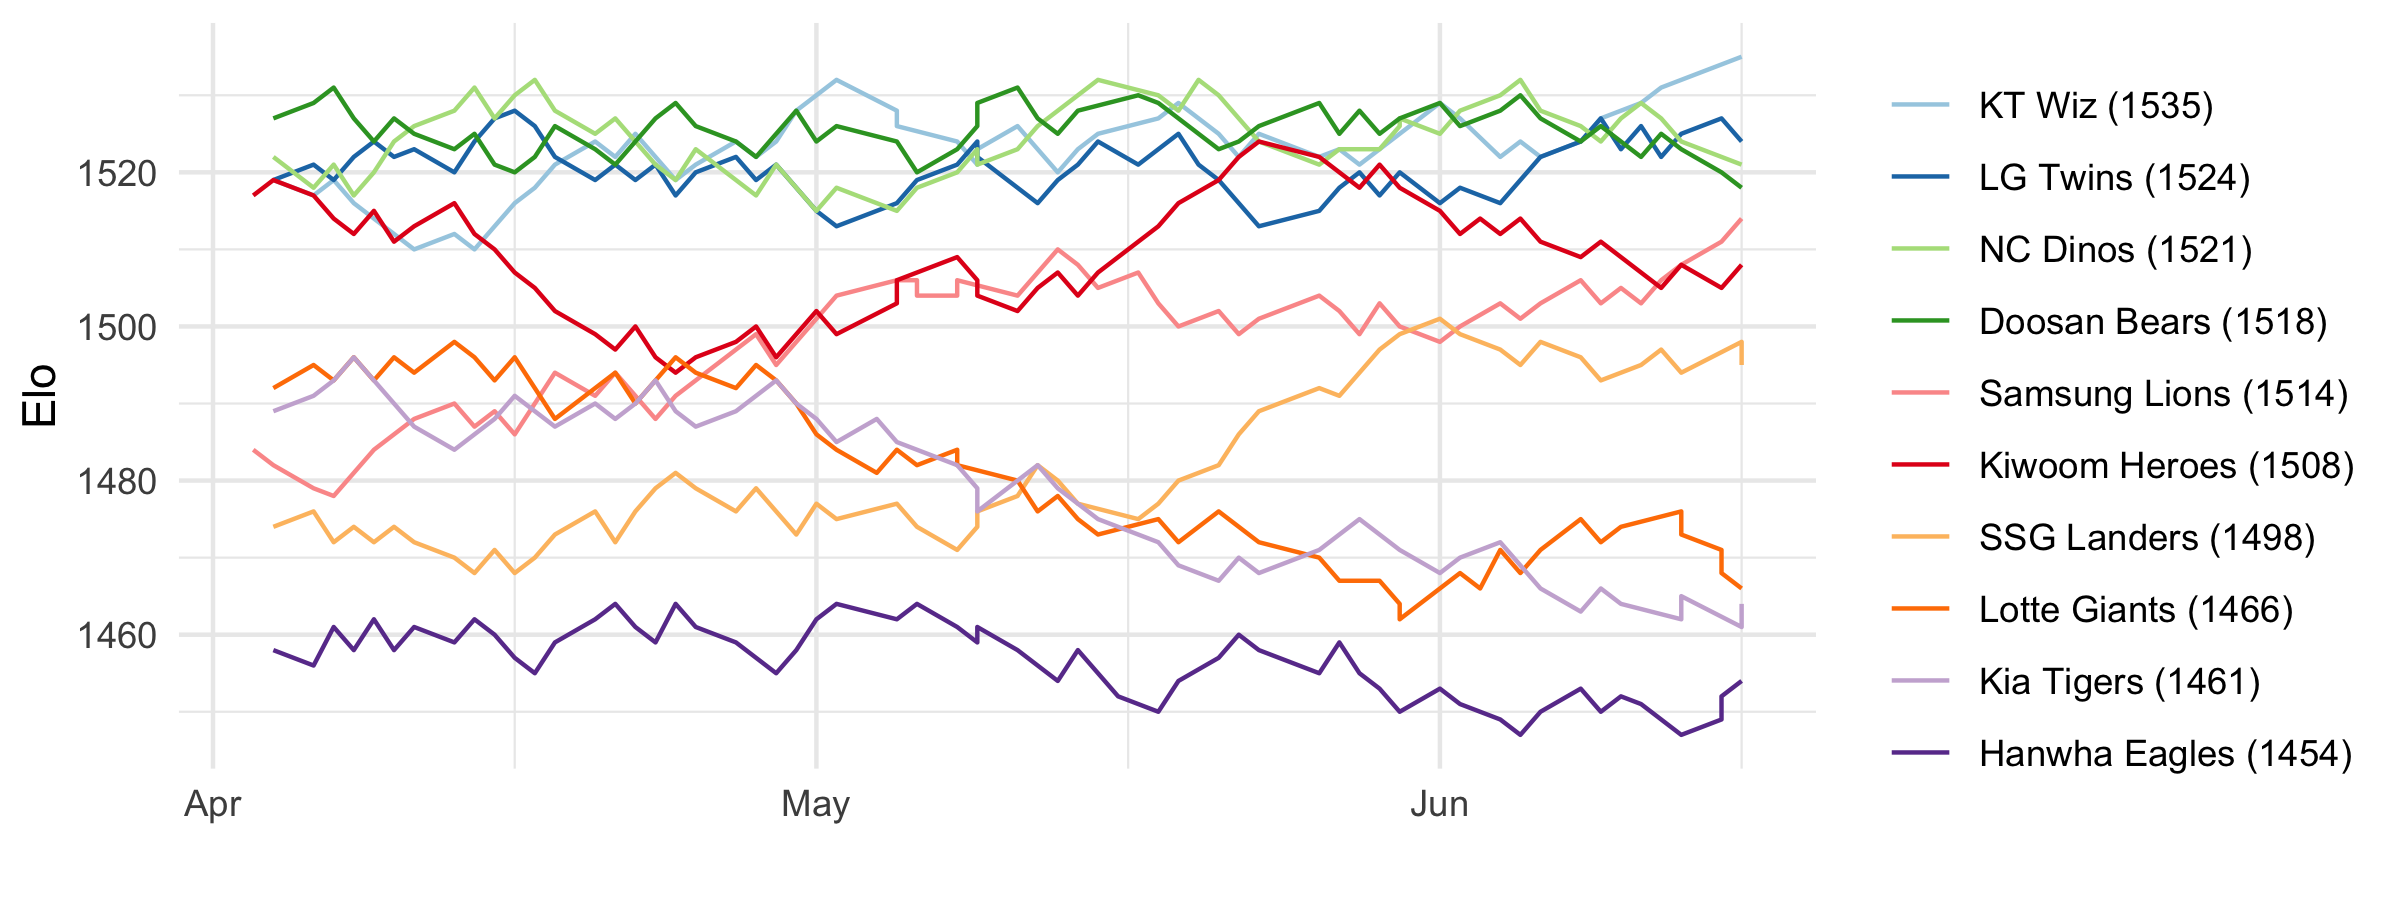 Elo
1520
1500
1480
1460
Apr May Jun
KT Wiz (1535)
LG Twins (1524)
NC Dinos (1521)
Doosan Bears (1518)
Samsung Lions (1514)
Kiwoom Heroes (1508)
SSG Landers (1498)
Lotte Giants (1466)
Kia Tigers (1461)
Hanwha Eagles (1454)